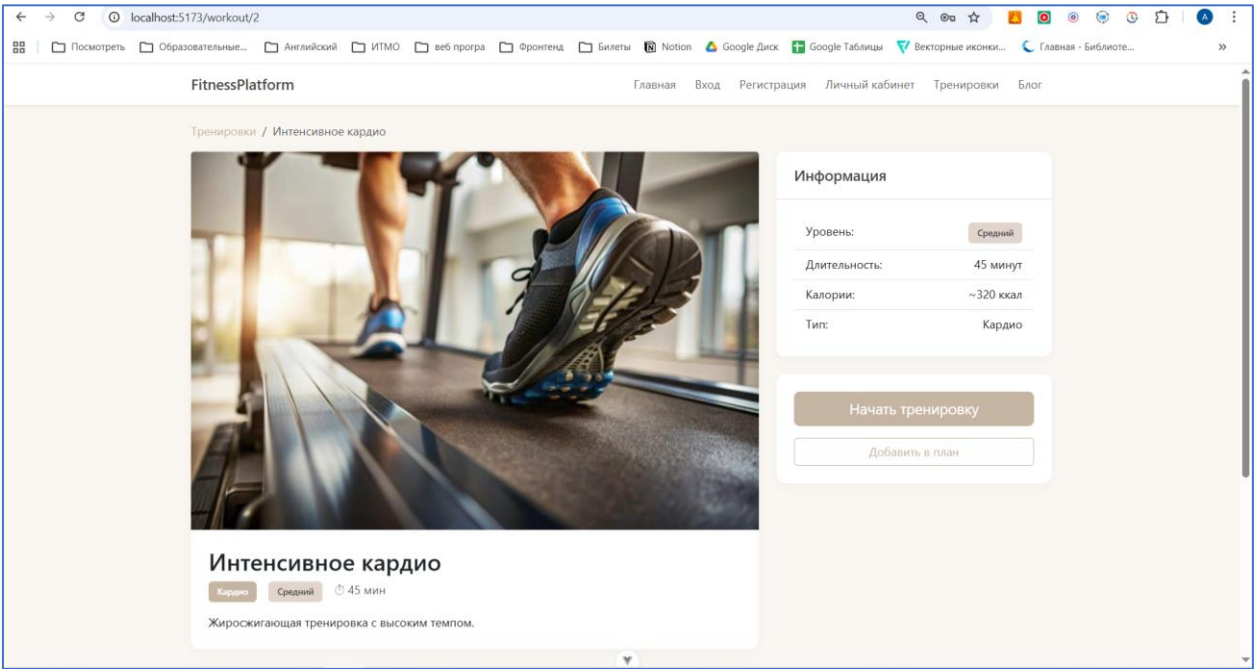 localhost:5173/workout/2
A
Посмотреть Образовательные... Английский ИТМО веб програ Фронтенд Билеты Notion Google Диск Google Таблицы Векторные иконки... Главная - Библиоте... »
FitnessPlatform Главная Вход Регистрация Личный кабинет Тренировки Блог
Тренировки / Интенсивное кардио
Информация
Уровень: Средний
Длительность: 45 минут
Калории: ~320 ккал
Тип: Кардио
Начать тренировку
Добавить в план
Интенсивное кардио
Кардио Средний 45 мин
Жиросжигающая тренировка с высоким темпом.